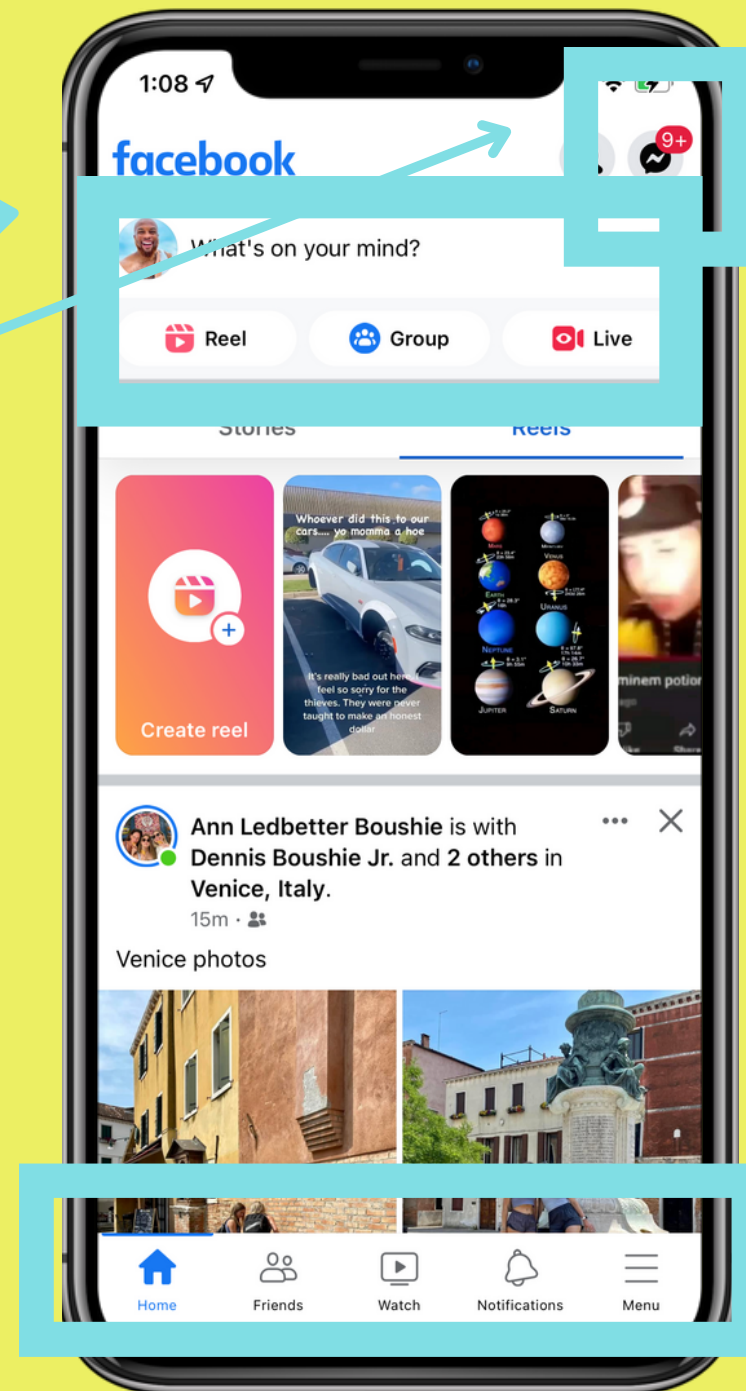 1:08
facebook
9+
What's on your mind?
Reel
Group
Live
Stories
Reels
Whoever did this to our
cars.... yo momma a hoe
It's really bad out here. I
feel so sorry for the
thieves. They were never
taught to make an honest
dollar
MARS
MERCURY
VENUS
EARTH
URANUS
NEPTUNE
JUPITER
SATURN
minem potion
ago
Share
Create reel
Ann Ledbetter Boushie is with
Dennis Boushie Jr. and 2 others in
Venice, Italy.
15m ·
Venice photos
Home
Friends
Watch
Notifications
Menu